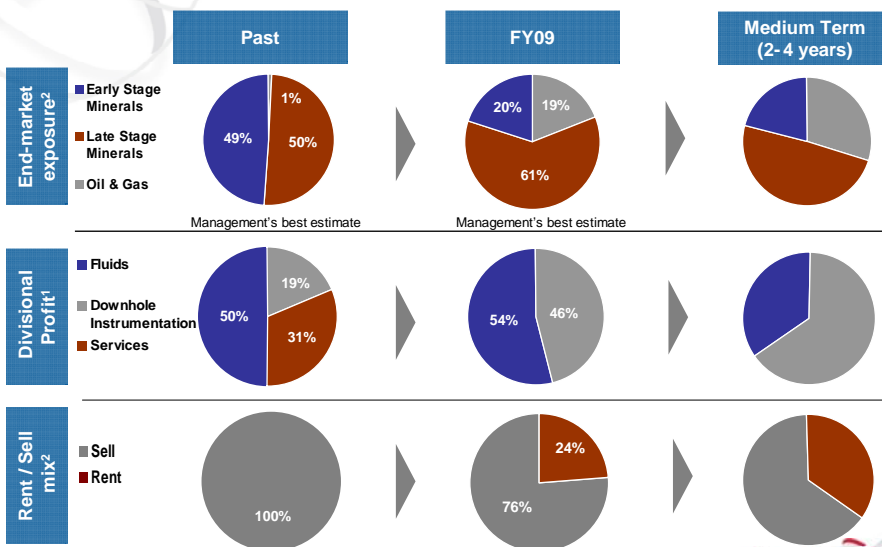 Past
FY09
Medium Term
(2- 4 years)
End-market
exposure2
Early Stage
Minerals
Late Stage
Minerals
Oil & Gas
49%
1%
50%
20%
19%
61%
Management's best estimate
Management's best estimate
Divisional
Profit1
Fluids
Downhole
Instrumentation
Services
50%
19%
31%
54%
46%
Rent / Sell
mix2
Sell
Rent
100%
24%
76%